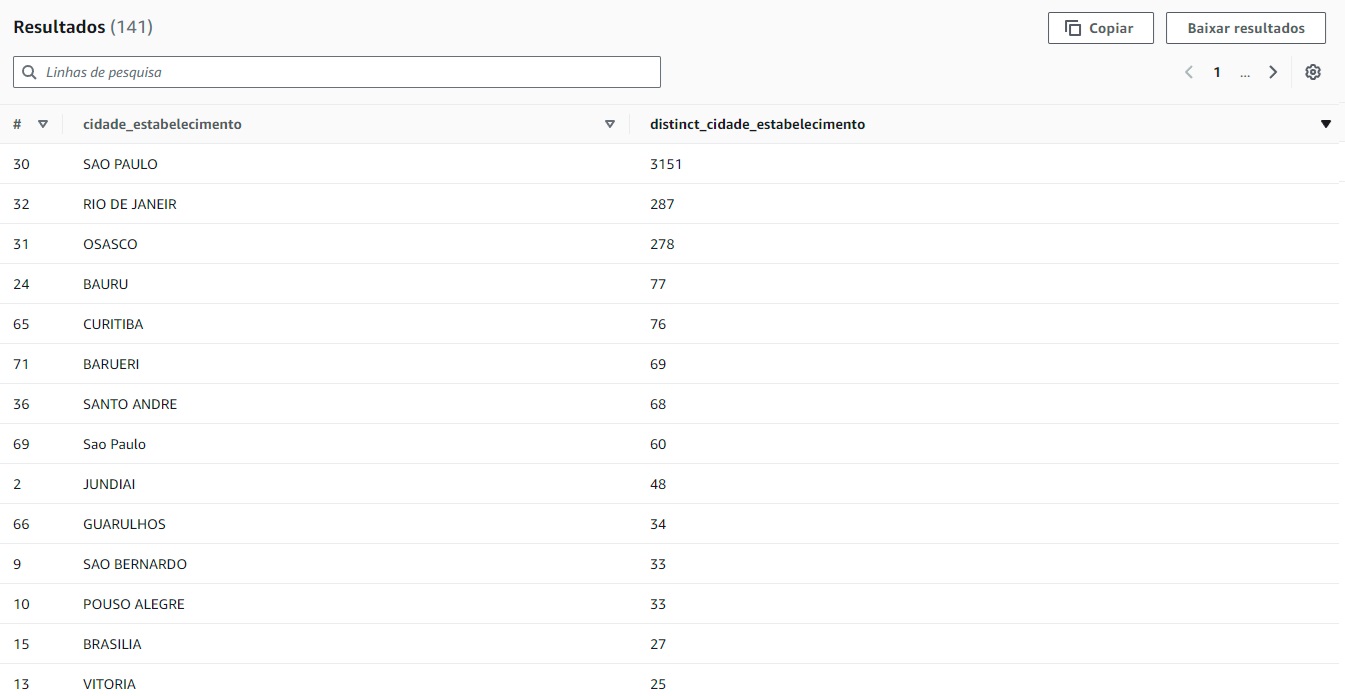 Resultados (141)
Copiar
Baixar resultados
Linhas de pesquisa
1 ...
# cidade_estabelecimento distinct_cidade_estabelecimento
30 SAO PAULO 3151
32 RIO DE JANEIR 287
31 OSASCO 278
24 BAURU 77
65 CURITIBA 76
71 BARUERI 69
36 SANTO ANDRE 68
69 Sao Paulo 60
2 JUNDIAI 48
66 GUARULHOS 34
9 SAO BERNARDO 33
10 POUSO ALEGRE 33
15 BRASILIA 27
13 VITORIA 25